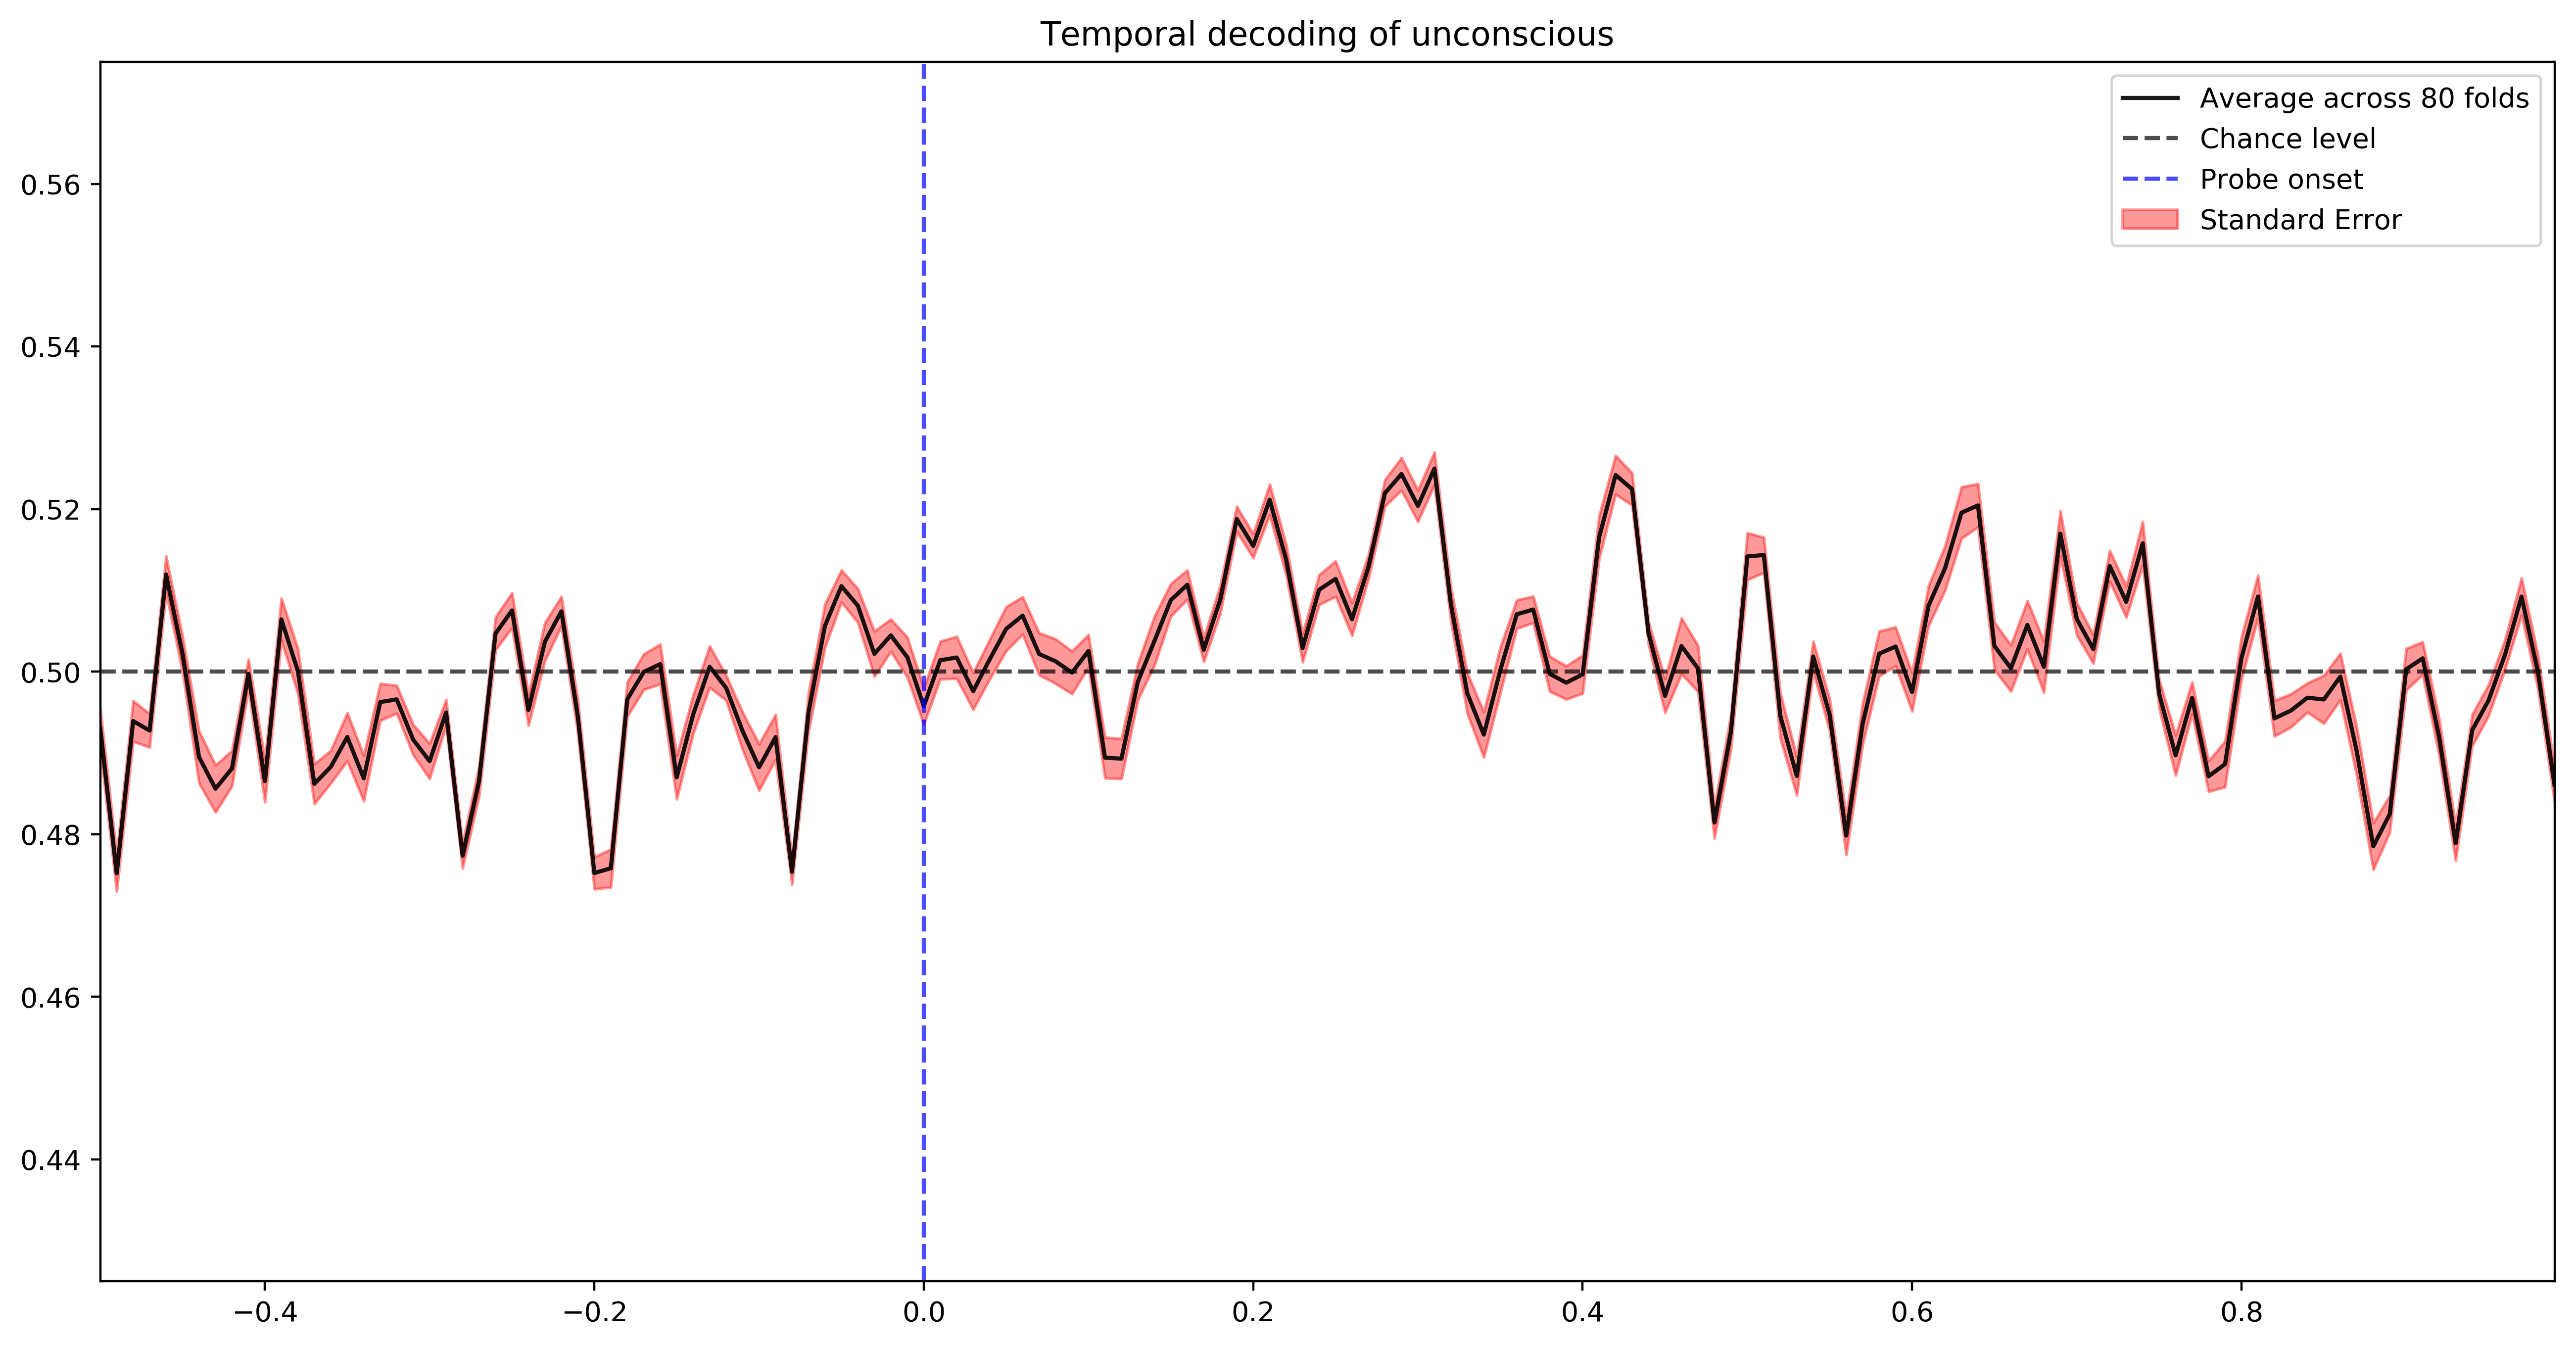 Temporal decoding of unconscious
Average across 80 folds
Chance level
Probe onset
Standard Error
0.56
0.54
0.52
0.50
0.48
0.46
0.44
−0.4
−0.2
0.0
0.2
0.4
0.6
0.8